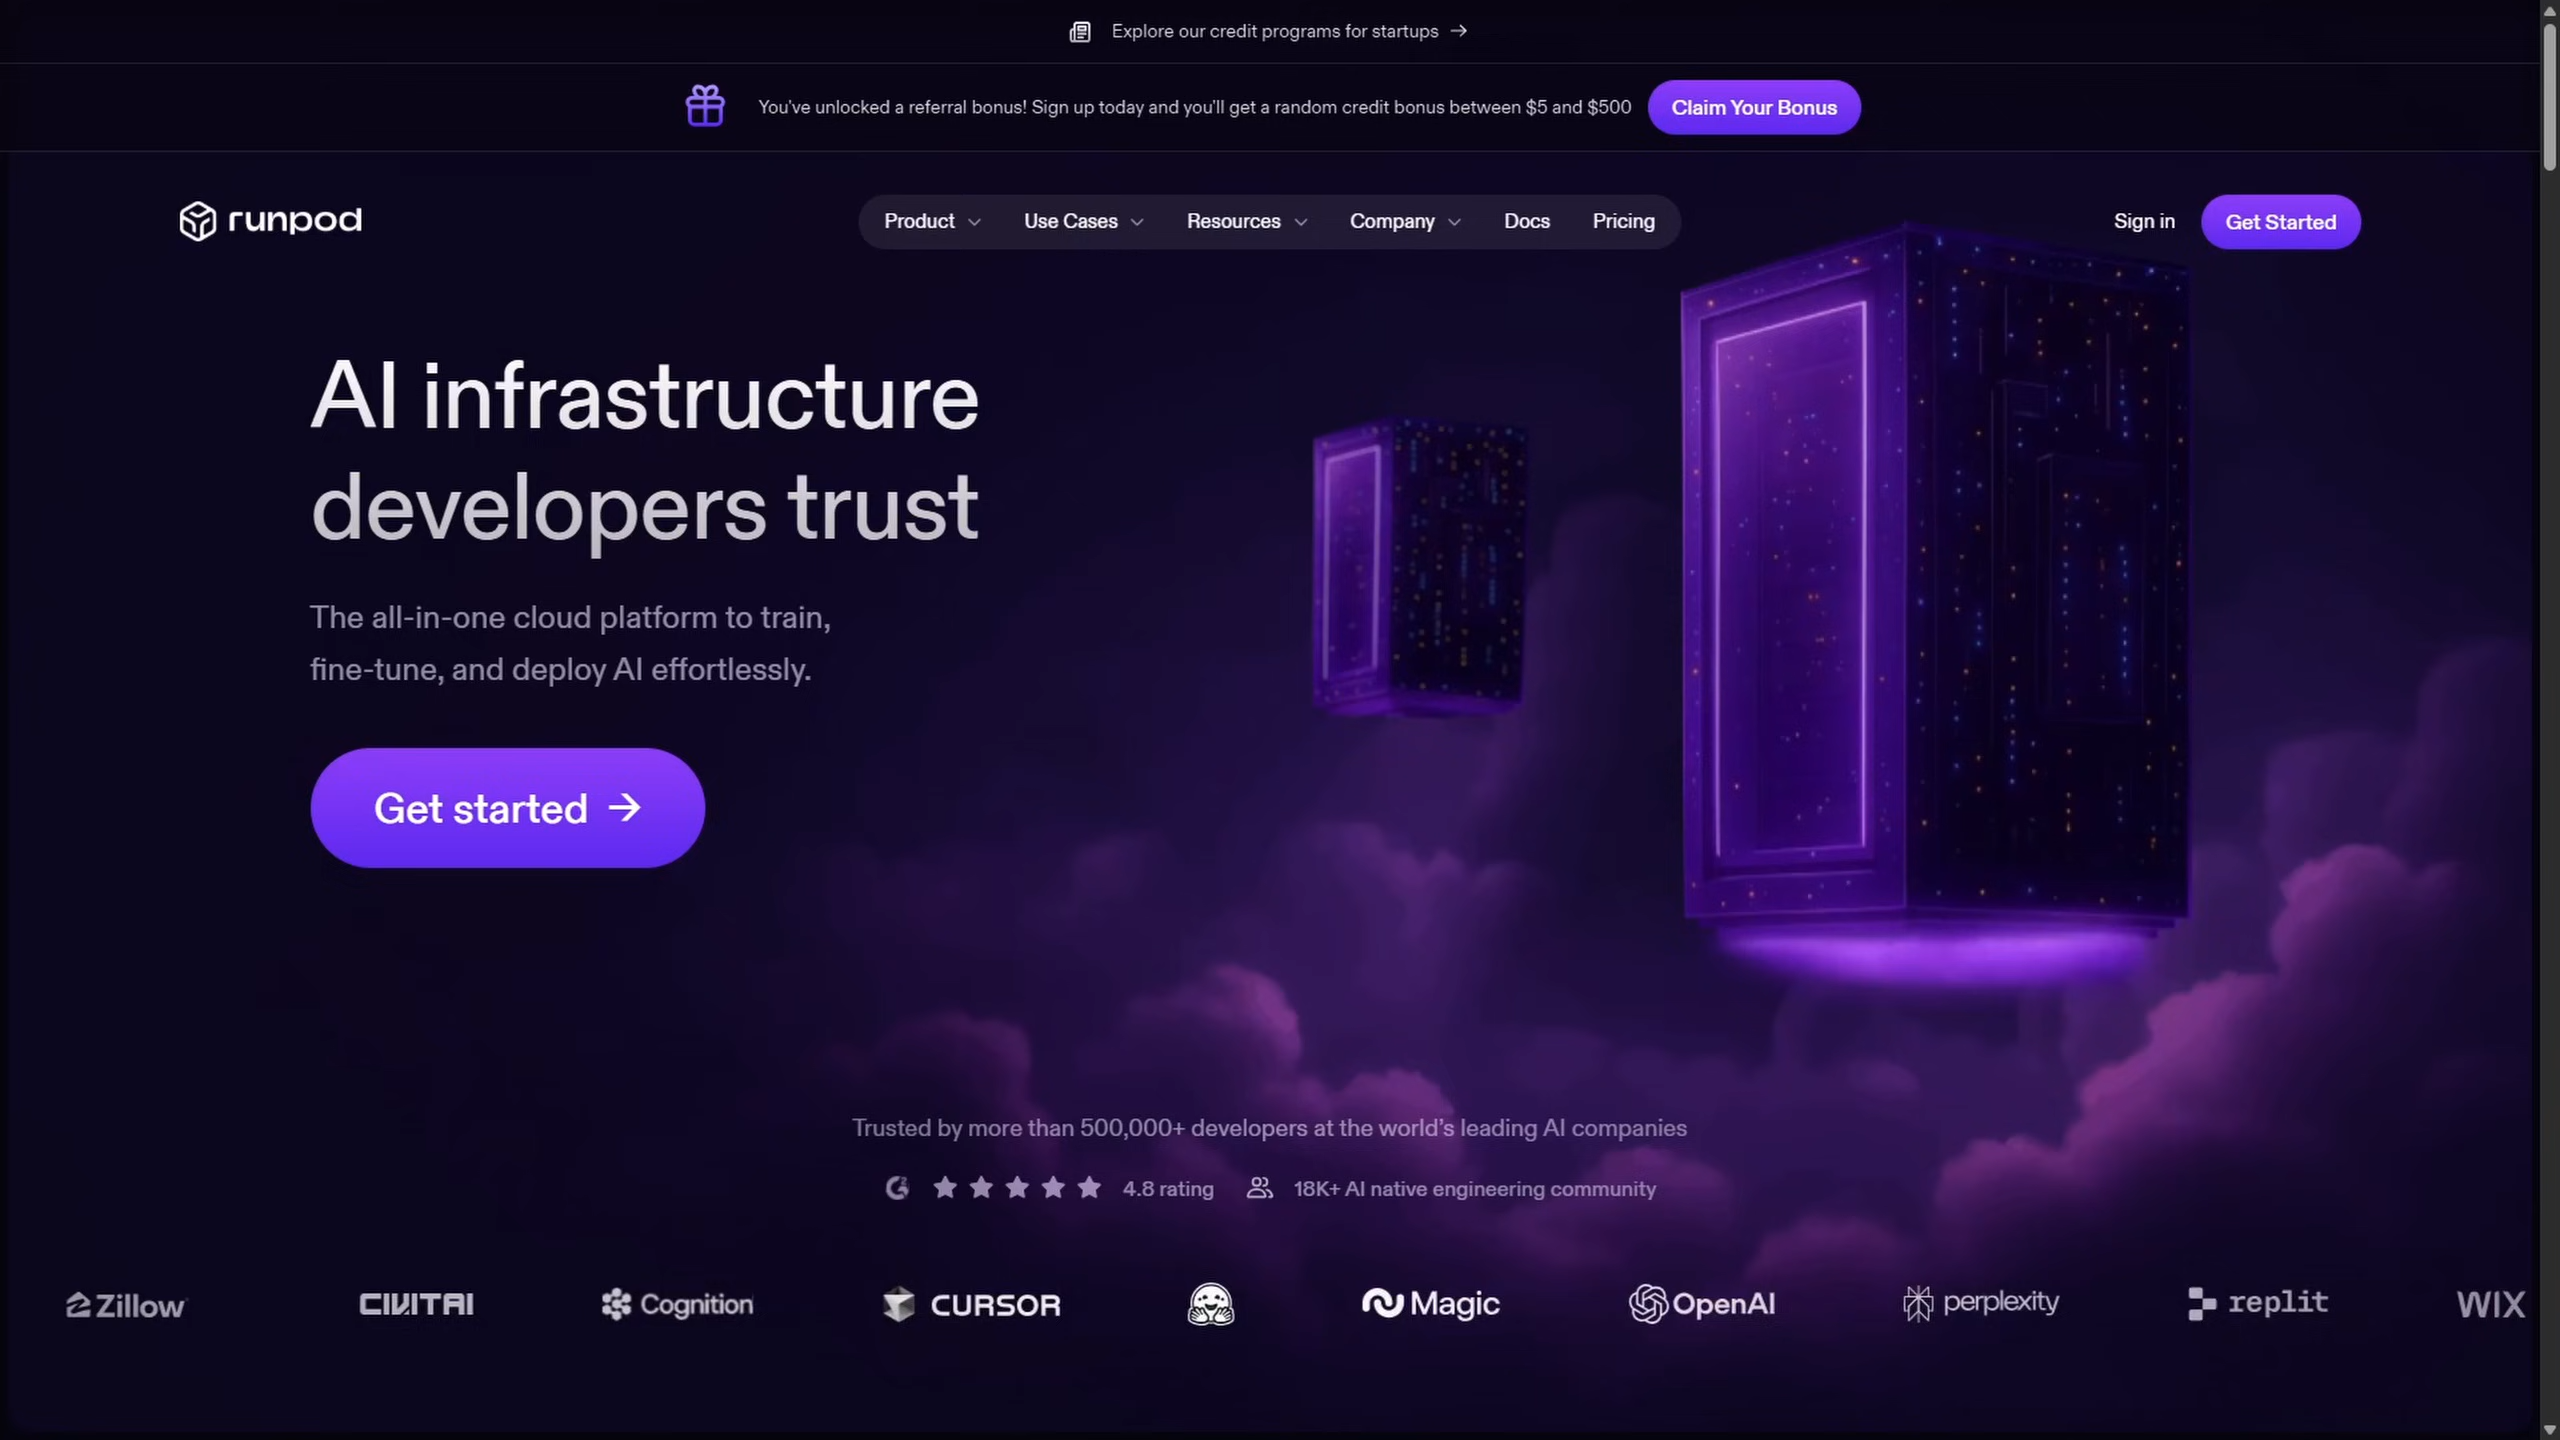 Explore our credit programs for startups →
You've unlocked a referral bonus! Sign up today and you'll get a random credit bonus between $5 and $500
Claim Your Bonus
runpod
Product
Use Cases
Resources
Company
Docs
Pricing
Sign in
Get Started
AI infrastructure
developers trust
The all-in-one cloud platform to train,
fine-tune, and deploy AI effortlessly.
Get started →
Trusted by more than 500,000+ developers at the world's leading AI companies
4.8 rating
18K+ AI native engineering community
Zillow
CIVITAI
Cognition
CURSOR
Magic
OpenAI
perplexity
replit
WIX